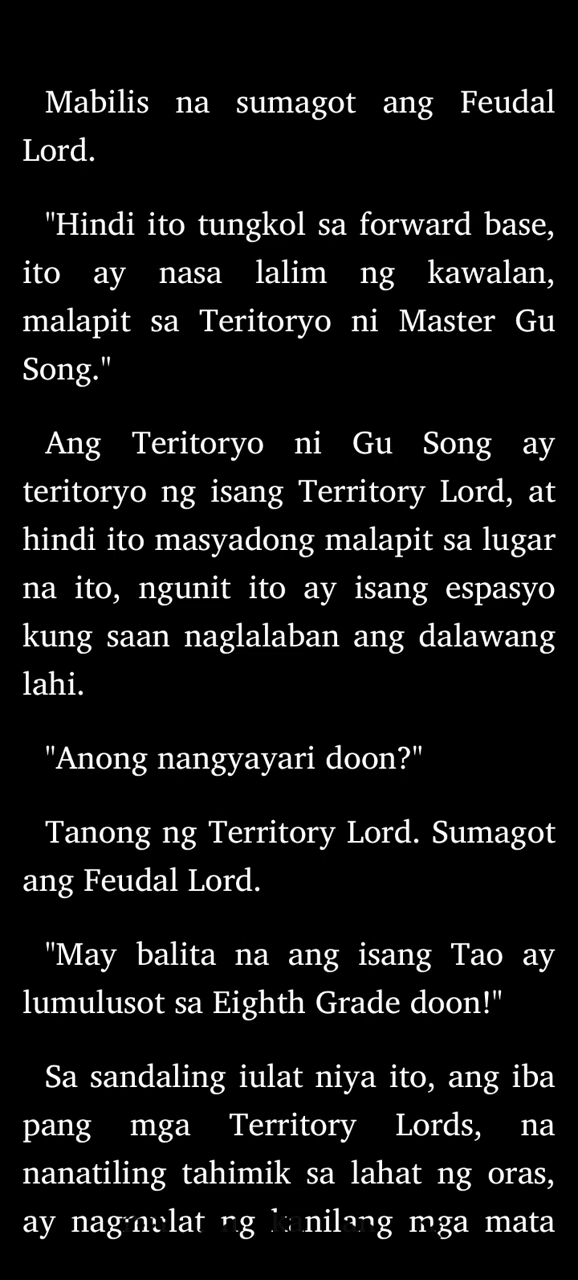 Mabilis na sumagot ang Feudal
Lord.
"Hindi ito tungkol sa forward base,
ito ay nasa lalim ng kawalan,
malapit sa Teritoryo ni Master Gu
Song."
Ang Teritoryo ni Gu Song ay
teritoryo ng isang Territory Lord, at
hindi ito masyadong malapit sa lugar
na ito, ngunit ito ay isang espasyo
kung saan naglalaban ang dalawang
lahi.
"Anong nangyayari doon?"
Tanong ng Territory Lord. Sumagot
ang Feudal Lord.
"May balita na ang isang Tao ay
lumulusot sa Eighth Grade doon!"
Sa sandaling iulat niya ito, ang iba
pang mga Territory Lords, na
nanatiling tahimik sa lahat ng oras,
ay nagmulat ng kanilang mga mata